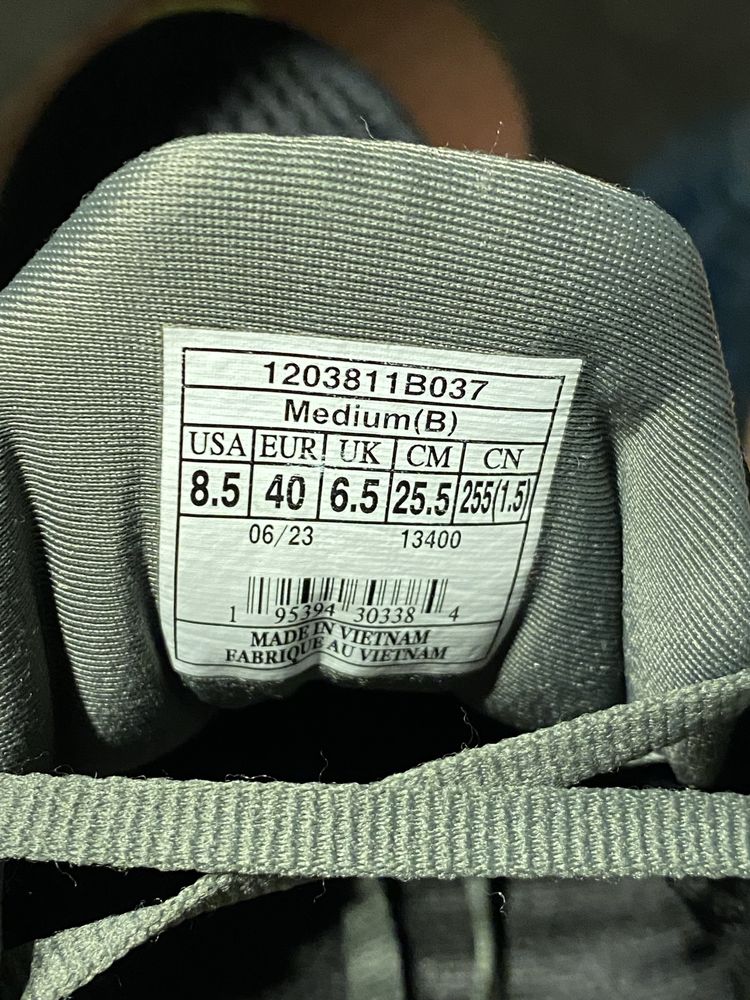 1203811B037
Medium(B)
USA EUR UK CM CN
8.5 40 6.5 25.5 255(1.5)
06/23 13400
1 95394 30338 4
MADE IN VIETNAM
FABRIQUE AU VIETNAM